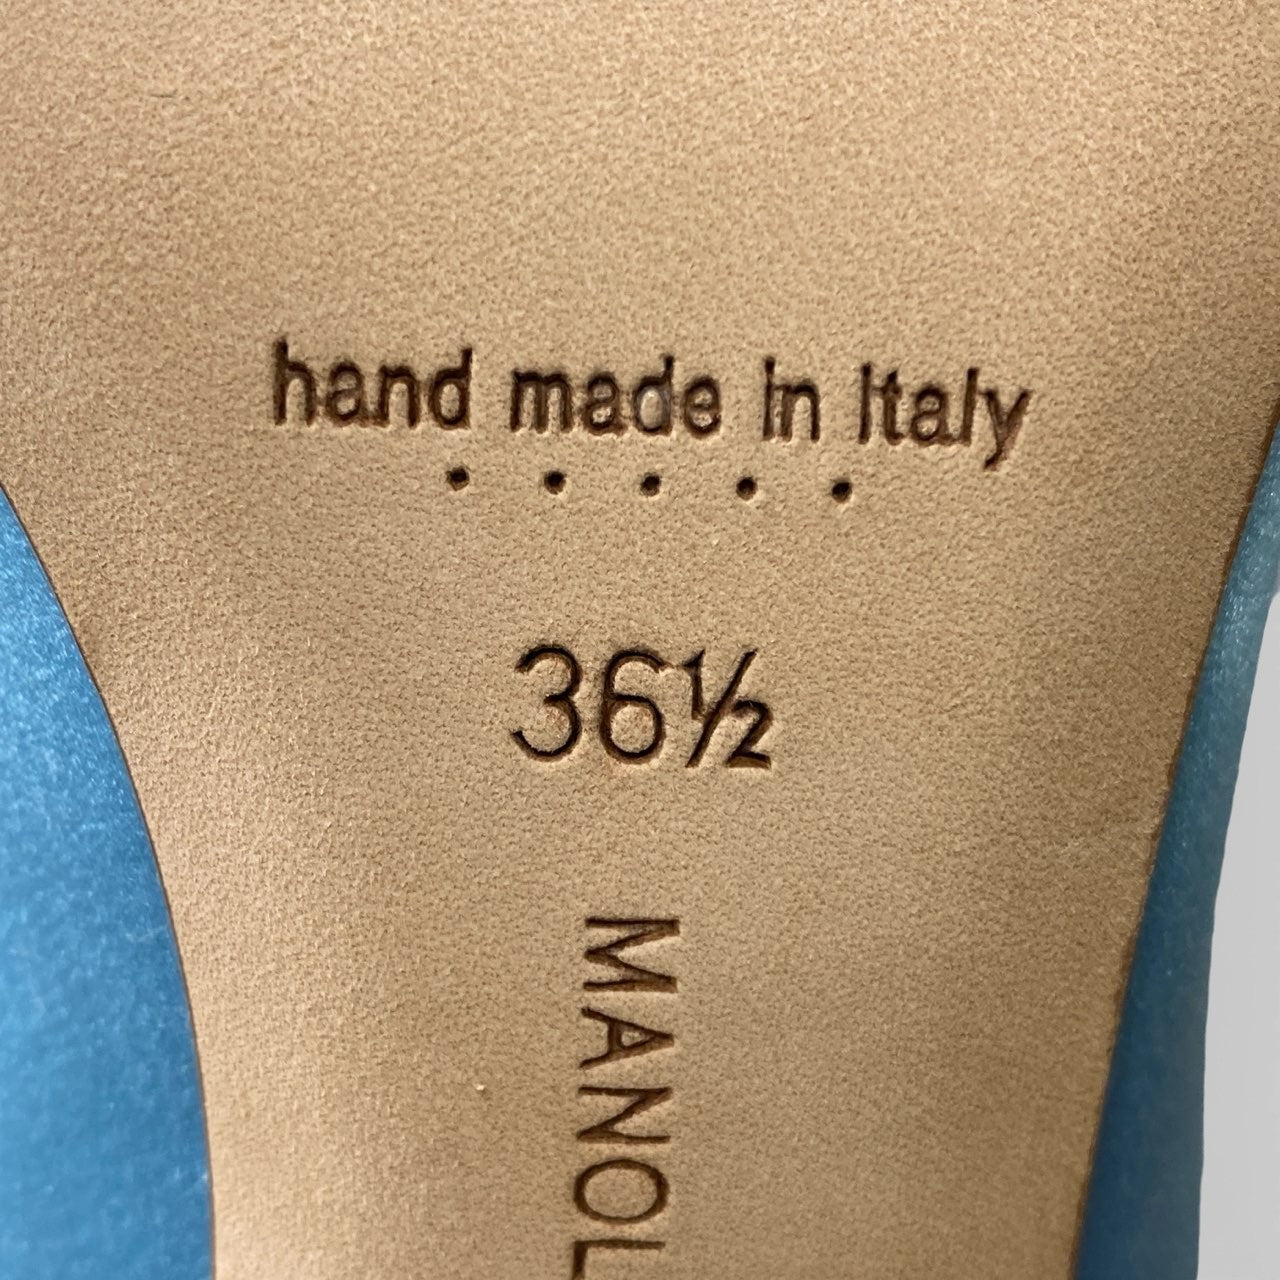 hand made in Italy
• • • • •
36½
MANOL